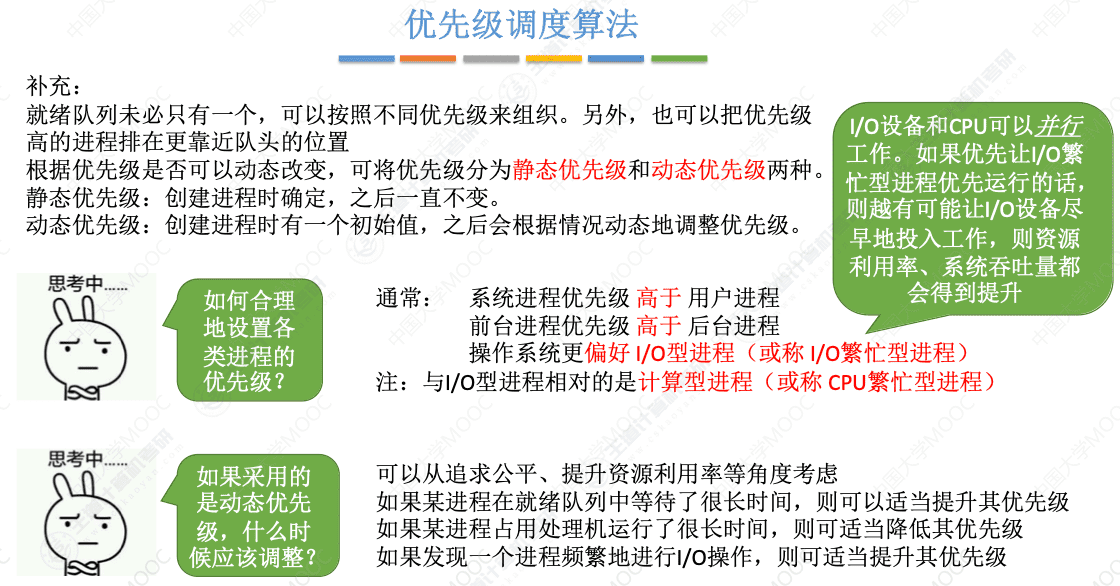 优先级调度算法
补充：
就绪队列未必只有一个，可以按照不同优先级来组织。另外，也可以把优先级
高的进程排在更靠近队头的位置
根据优先级是否可以动态改变，可将优先级分为静态优先级和动态优先级两种。
静态优先级：创建进程时确定，之后一直不变。
动态优先级：创建进程时有一个初始值，之后会根据情况动态地调整优先级。
I/O设备和CPU可以并行
工作。如果优先让I/O繁
忙型进程优先运行的话，
则越有可能让I/O设备尽
早地投入工作，则资源
利用率、系统吞吐量都
会得到提升
思考中......
如何合理
地设置各
类进程的
优先级？
通常： 系统进程优先级 高于 用户进程
前台进程优先级 高于 后台进程
操作系统更偏好 I/O型进程（或称 I/O繁忙型进程）
注：与I/O型进程相对的是计算型进程（或称 CPU繁忙型进程）
思考中......
如果采用的
是动态优先
级，什么时
候应该调整？
可以从追求公平、提升资源利用率等角度考虑
如果某进程在就绪队列中等待了很长时间，则可以适当提升其优先级
如果某进程占用处理机运行了很长时间，则可适当降低其优先级
如果发现一个进程频繁地进行I/O操作，则可适当提升其优先级